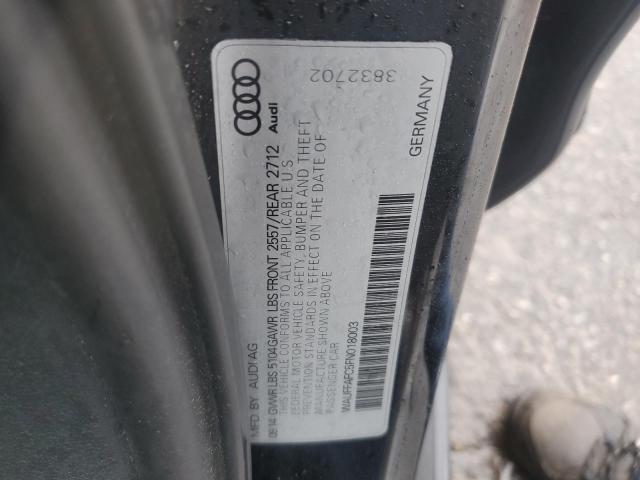 Audi
3832702
MFD. BY AUDI AG
09 14 GVWR LBS 5104 GAWR LBS FRONT 2557/REAR 2712
THIS VEHICLE CONFORMS TO ALL APPLICABLE U.S.
FEDERAL MOTOR VEHICLE SAFETY, BUMPER AND THEFT
PREVENTION STANDARDS IN EFFECT ON THE DATE OF
MANUFACTURE SHOWN ABOVE
PASSENGER CAR
WAUFFAFC5FN018003
GERMANY